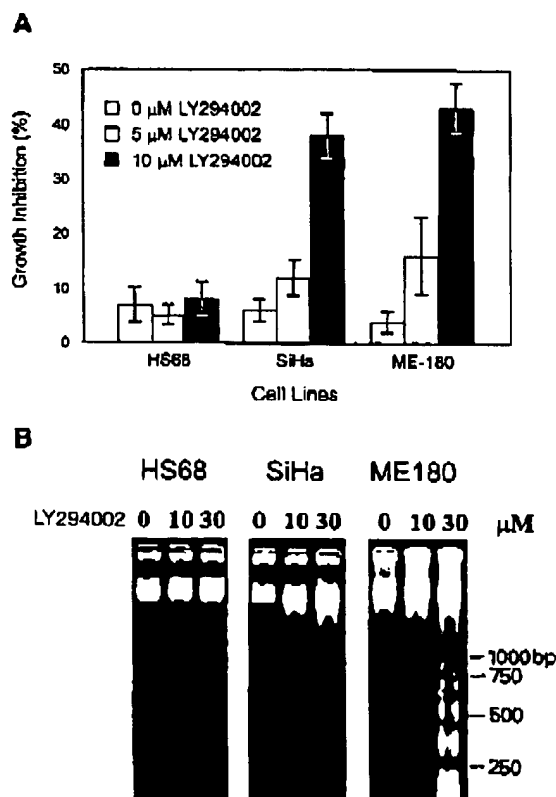 A
50
40
30
20
10
0
Growth Inhibition (%)
0 μM LY294002
5 μM LY294002
10 μM LY294002
HS68
SiHa
ME-180
Cell Lines
B
HS68 SiHa ME180
LY294002 0 10 30 0 10 30 0 10 30 μM
1000bp
750
500
250